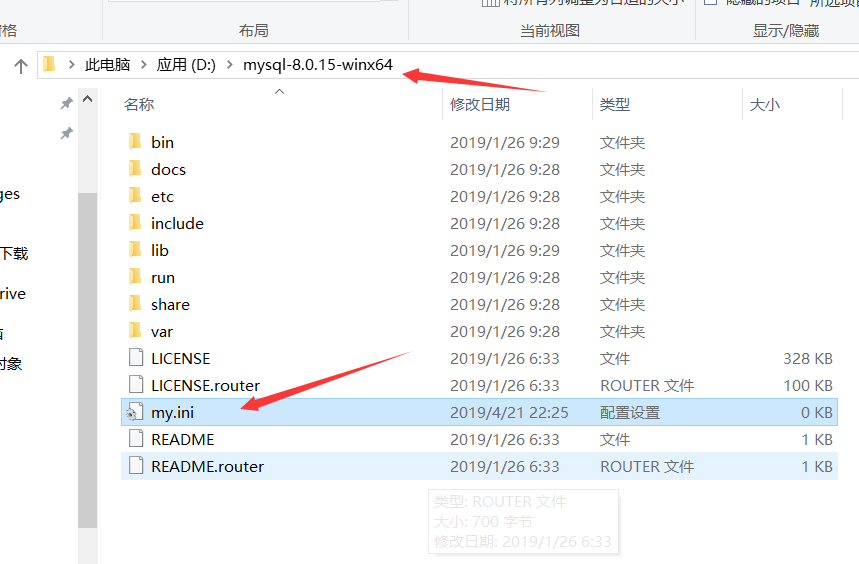 当前视图
格
布局
显示/隐藏
此电脑 > 应用 (D:) > mysql-8.0.15-winx64
名称 修改日期 类型 大小
bin 2019/1/26 9:29 文件夹
docs 2019/1/26 9:28 文件夹
etc 2019/1/26 9:28 文件夹
ges
include 2019/1/26 9:28 文件夹
下载
lib 2019/1/26 9:29 文件夹
run 2019/1/26 9:28 文件夹
rive
share 2019/1/26 9:28 文件夹
var 2019/1/26 9:28 文件夹
对象
LICENSE 2019/1/26 6:33 文件 328 KB
LICENSE.router 2019/1/26 6:33 ROUTER 文件 100 KB
my.ini 2019/4/21 22:25 配置设置 0 KB
README 2019/1/26 6:33 文件 1 KB
README.router 2019/1/26 6:33 ROUTER 文件 1 KB
类型: ROUTER 文件
大小: 700 字节
修改日期: 2019/1/26 6:33